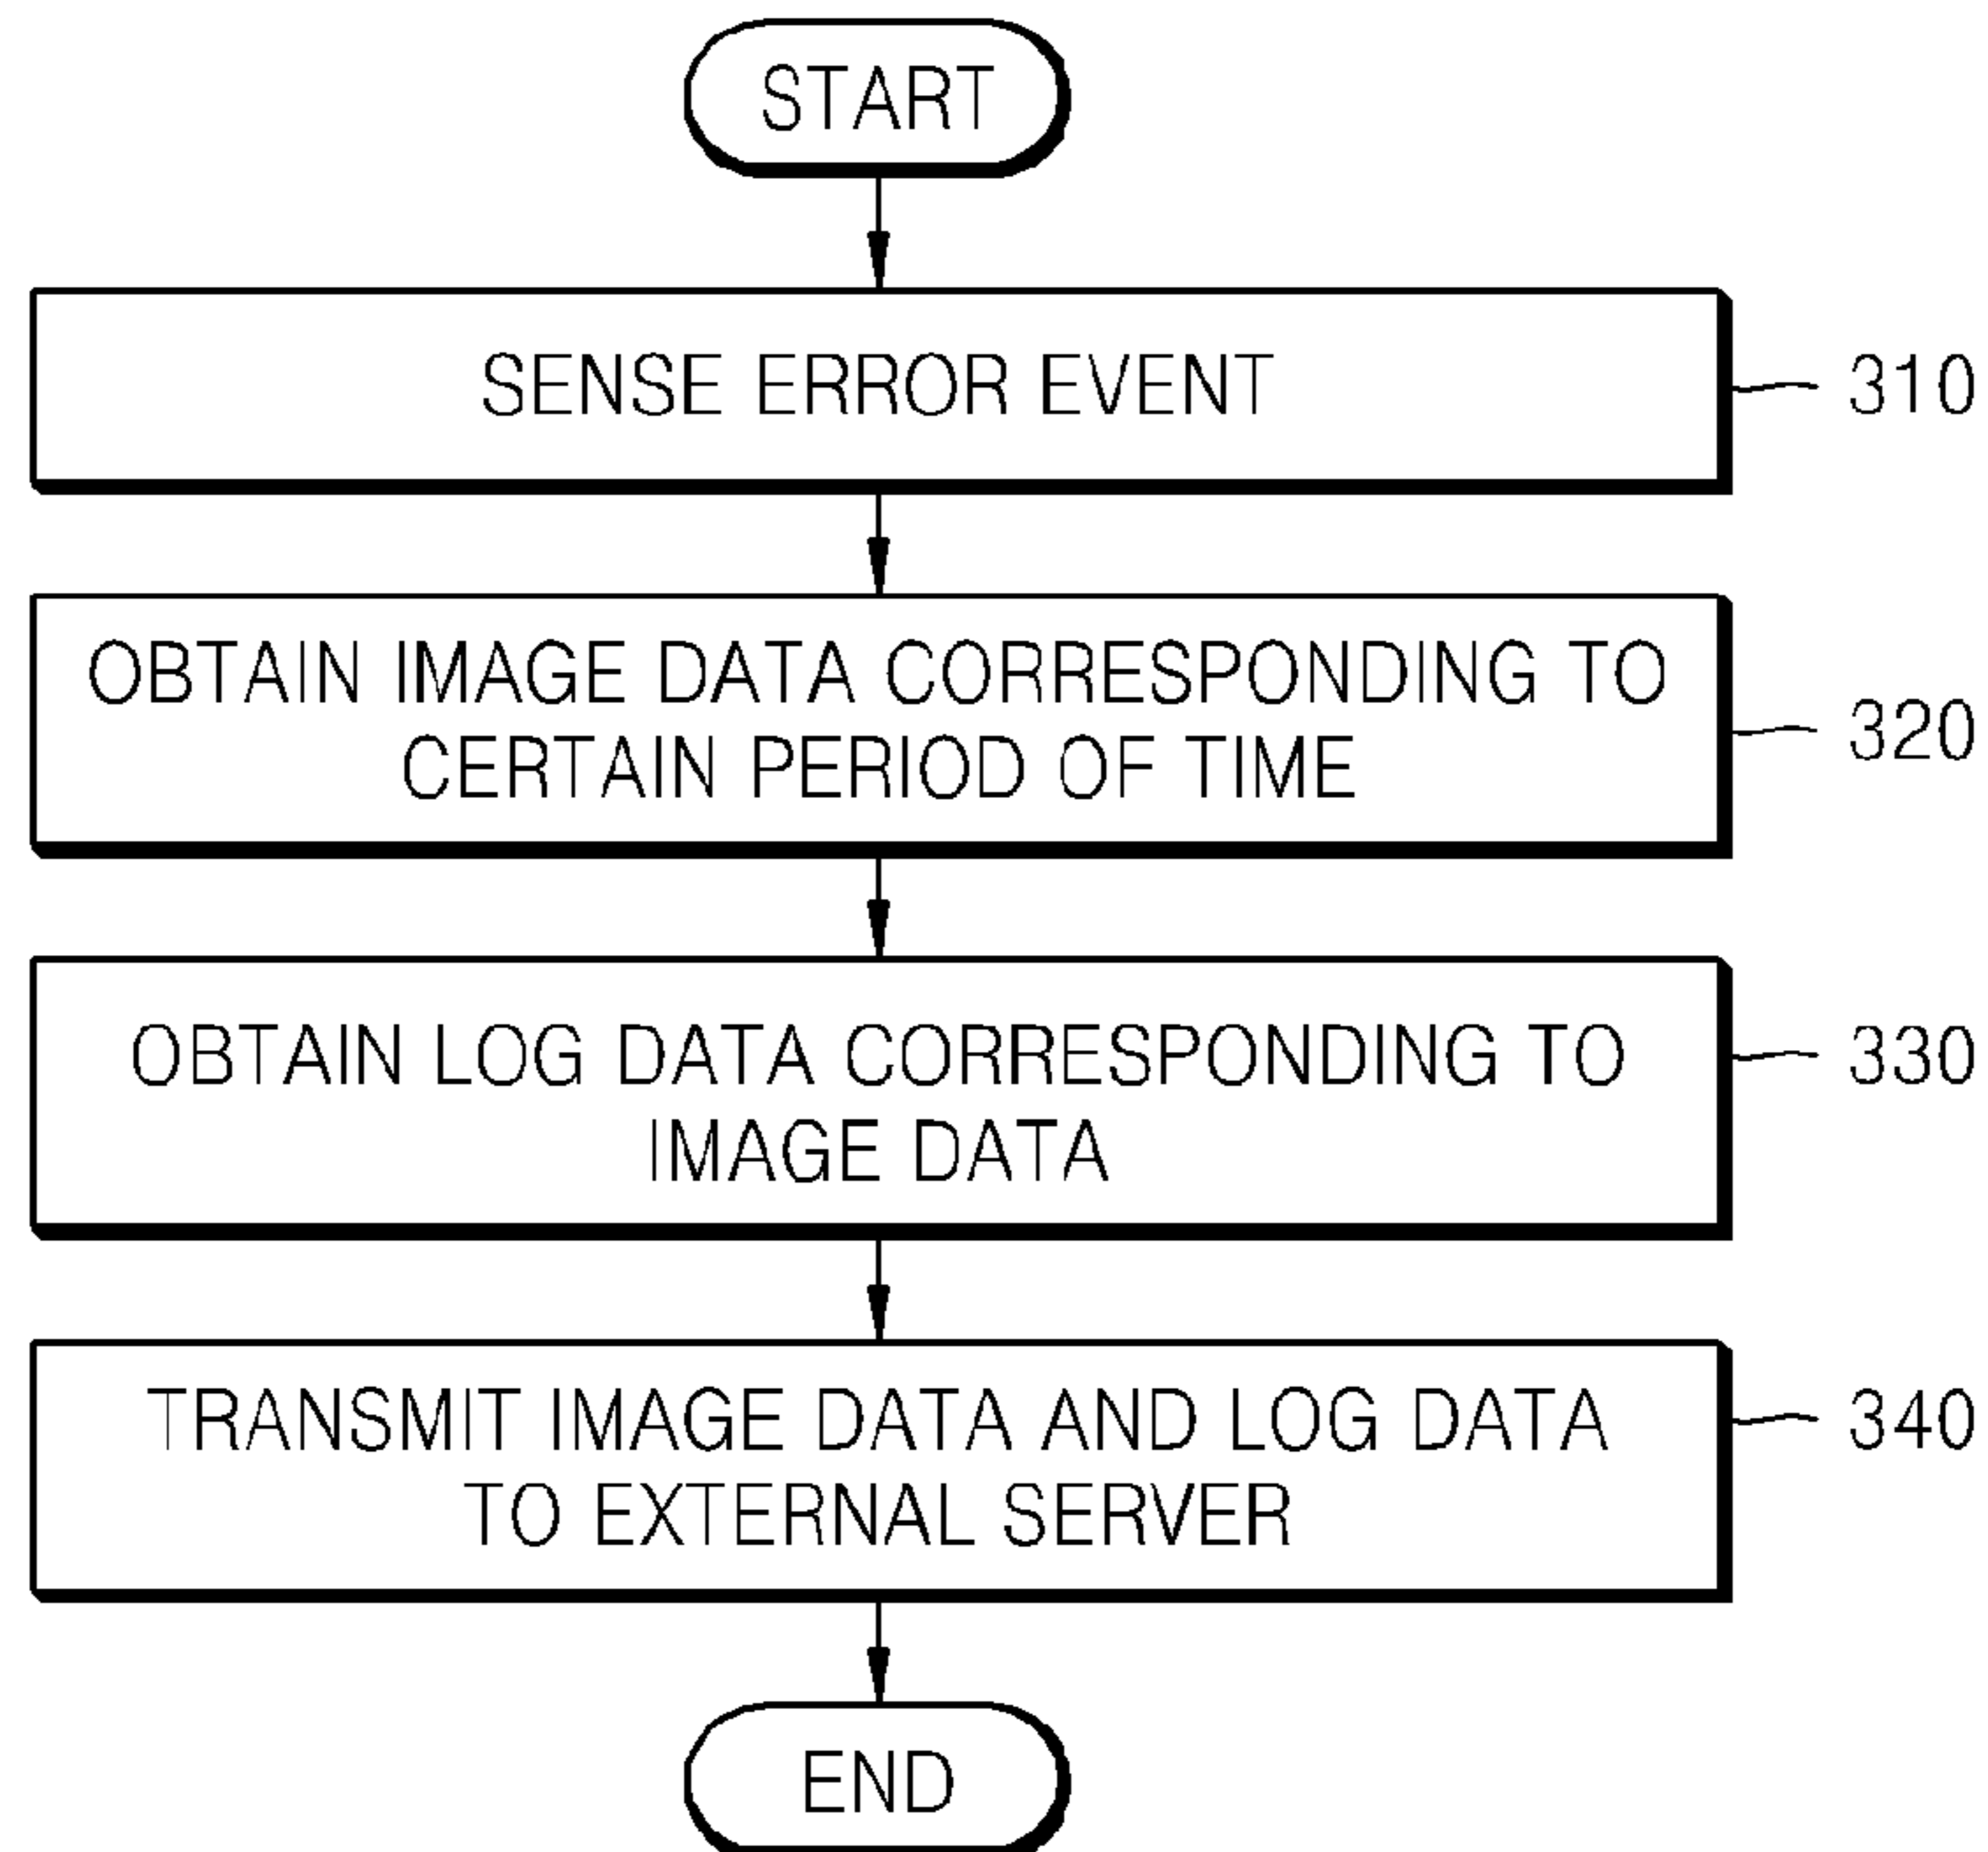 START
SENSE ERROR EVENT
310
OBTAIN IMAGE DATA CORRESPONDING TO
CERTAIN PERIOD OF TIME
320
OBTAIN LOG DATA CORRESPONDING TO
IMAGE DATA
330
TRANSMIT IMAGE DATA AND LOG DATA
TO EXTERNAL SERVER
340
END